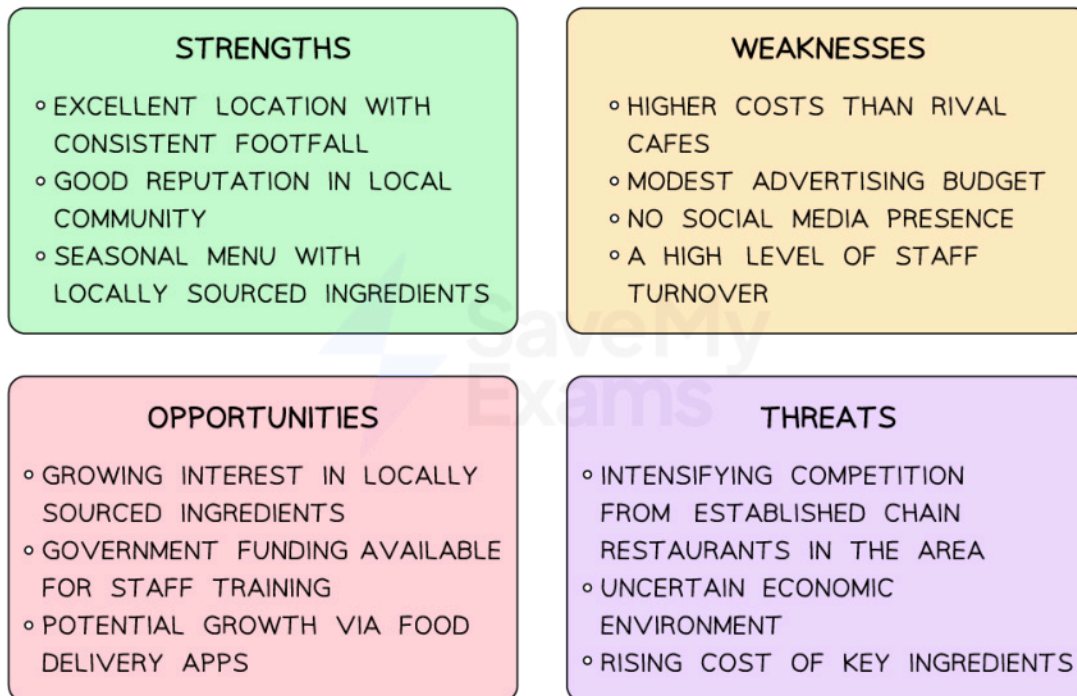 STRENGTHS
◦ EXCELLENT LOCATION WITH
CONSISTENT FOOTFALL
◦ GOOD REPUTATION IN LOCAL
COMMUNITY
◦ SEASONAL MENU WITH
LOCALLY SOURCED INGREDIENTS
WEAKNESSES
◦ HIGHER COSTS THAN RIVAL
CAFES
◦ MODEST ADVERTISING BUDGET
◦ NO SOCIAL MEDIA PRESENCE
◦ A HIGH LEVEL OF STAFF
TURNOVER
SaveMy
Exams
OPPORTUNITIES
◦ GROWING INTEREST IN LOCALLY
SOURCED INGREDIENTS
◦ GOVERNMENT FUNDING AVAILABLE
FOR STAFF TRAINING
◦ POTENTIAL GROWTH VIA FOOD
DELIVERY APPS
THREATS
◦ INTENSIFYING COMPETITION
FROM ESTABLISHED CHAIN
RESTAURANTS IN THE AREA
◦ UNCERTAIN ECONOMIC
ENVIRONMENT
◦ RISING COST OF KEY INGREDIENTS